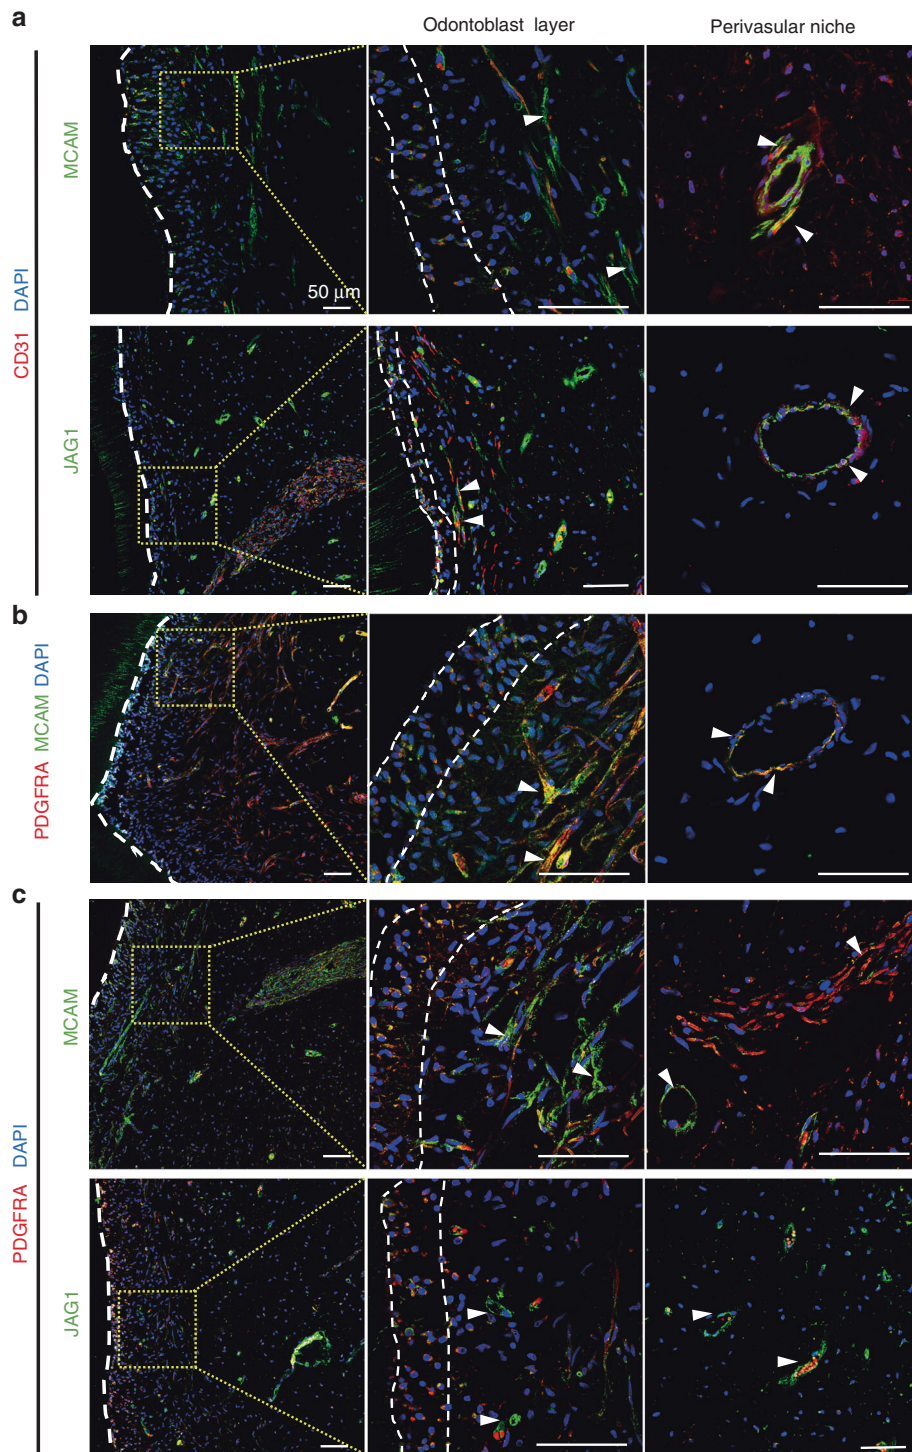 a
Odontoblast layer
Perivasular niche
MCAM
50 μm
CD31 DAPI
JAG1
b
PDGFRA MCAM DAPI
c
MCAM
PDGFRA DAPI
JAG1